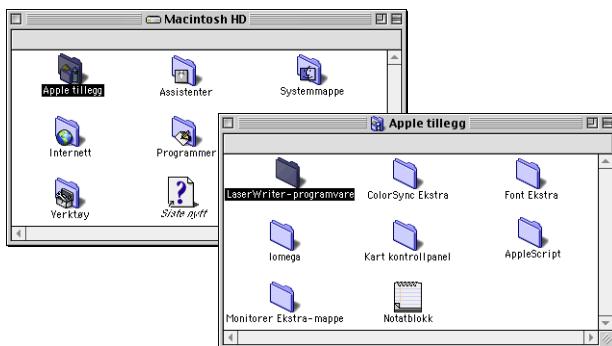 Macintosh HD
Apple tillegg
Assistenter
Systemmappe
Internett
Programmer
Verktøy
Siste nytt
Apple tillegg
LaserWriter-programvare
ColorSync Ekstra
Font Ekstra
Iomega
Kart kontrollpanel
AppleScript
Monitorer Ekstra-mappe
Notatblokk